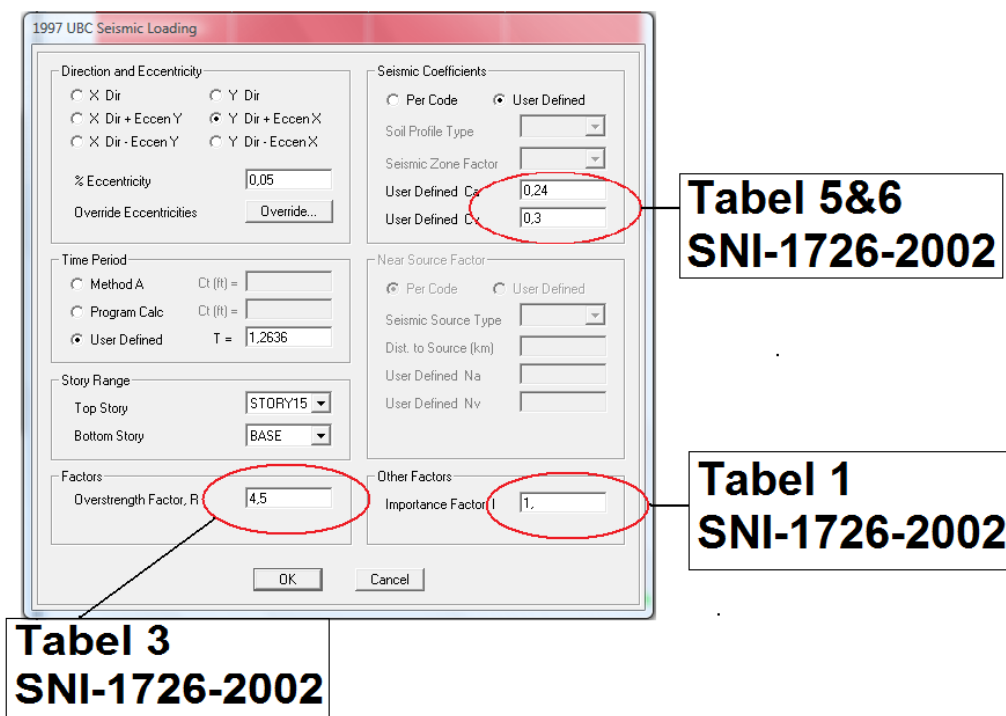 1997 UBC Seismic Loading
Direction and Eccentricity
X Dir
Y Dir
X Dir + Eccen Y
Y Dir + Eccen X
X Dir - Eccen Y
Y Dir - Eccen X
% Eccentricity
0,05
Override Eccentricities
Override...
Time Period
Method A
Ct (ft) =
Program Calc
Ct (ft) =
User Defined
T =
1,2636
Story Range
Top Story
STORY15
Bottom Story
BASE
Factors
Overstrength Factor, R
4,5
Seismic Coefficients
Per Code
User Defined
Soil Profile Type
Seismic Zone Factor
User Defined Ca
0,24
User Defined Cv
0,3
Near Source Factor
Per Code
User Defined
Seismic Source Type
Dist. to Source (km)
User Defined Na
User Defined Nv
Other Factors
Importance Factor I
1,
OK
Cancel
Tabel 5&6
SNI-1726-2002
Tabel 1
SNI-1726-2002
Tabel 3
SNI-1726-2002